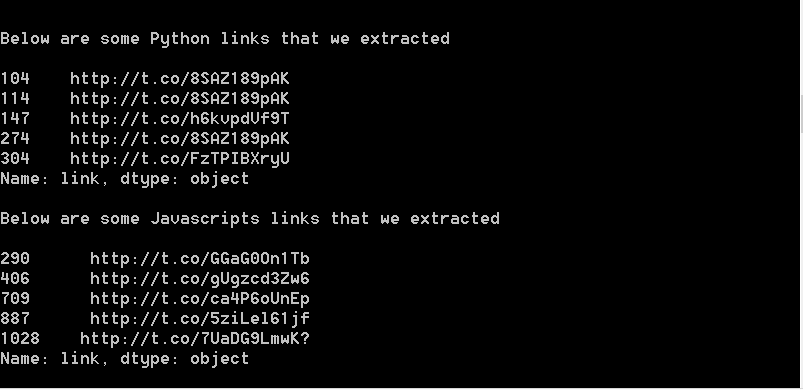 Below are some Python links that we extracted
104    http://t.co/8SAZ189pAK
114    http://t.co/8SAZ189pAK
147    http://t.co/h6kvpdVf9T
274    http://t.co/8SAZ189pAK
304    http://t.co/FzTPIBXryU
Name: link, dtype: object
Below are some Javascripts links that we extracted
290      http://t.co/GGaG0On1Tb
406      http://t.co/gUgzcd3Zw6
709      http://t.co/ca4P6oUnEp
887      http://t.co/5ziLel61jf
1028    http://t.co/7UaDG9LmwK?
Name: link, dtype: object